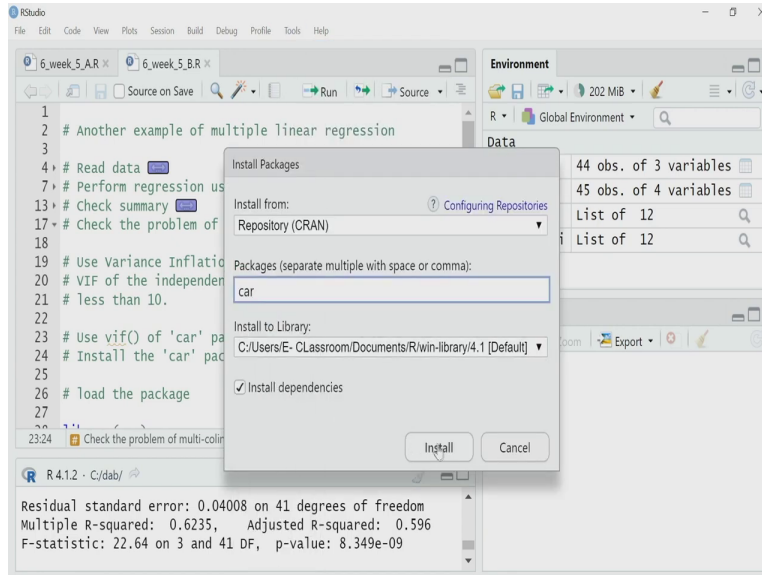 RStudio
File Edit Code View Plots Session Build Debug Profile Tools Help
6_week_5_A.R × 6_week_5_B.R ×
Source on Save Run Source
1
2 # Another example of multiple linear regression
3
4 # Read data
7 # Perform regression us
13 # Check summary
17 # Check the problem of
18
19 # Use Variance Inflatio
20 # VIF of the independen
21 # less than 10.
22
23 # Use vif() of 'car' pa
24 # Install the 'car' pac
25
26 # load the package
27
23:24 # Check the problem of multi-colin
R 4.1.2 · C:/dab/
Residual standard error: 0.04008 on 41 degrees of freedom
Multiple R-squared: 0.6235, Adjusted R-squared: 0.596
F-statistic: 22.64 on 3 and 41 DF, p-value: 8.349e-09
Install Packages
Install from: ? Configuring Repositories
Repository (CRAN)
Packages (separate multiple with space or comma):
car
Install to Library:
C:/Users/E- CLassroom/Documents/R/win-library/4.1 [Default]
Install dependencies
Install Cancel
Environment
202 MiB
R Global Environment
Data
44 obs. of 3 variables
45 obs. of 4 variables
List of 12
List of 12
Export